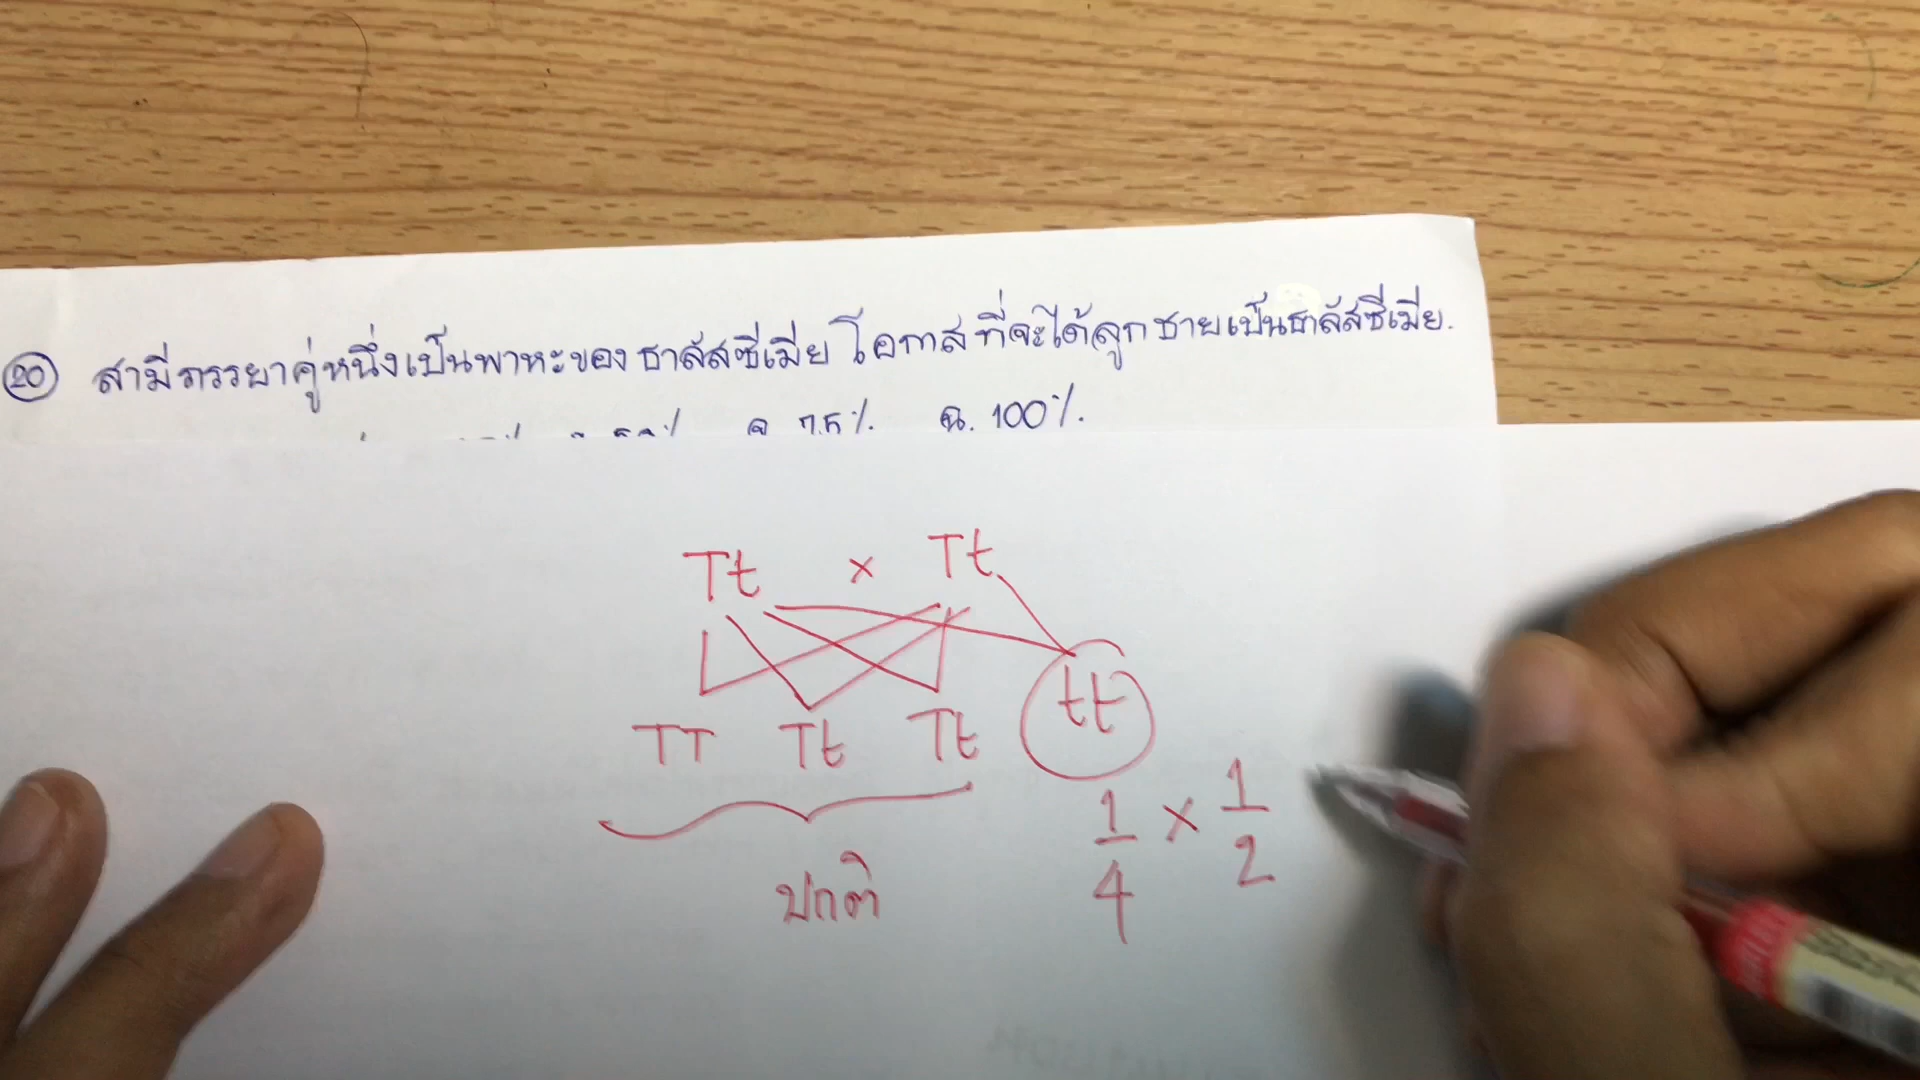 20 สามีภรรยาคู่หนึ่งเป็นพาหะของธาลัสซีเมีย โอกาสที่จะได้ลูกชายเป็นธาลัสซีเมีย.
จ 75%. ฉ. 100%.
Tt × Tt
TT Tt Tt tt
1/4 × 1/2
ปกติ